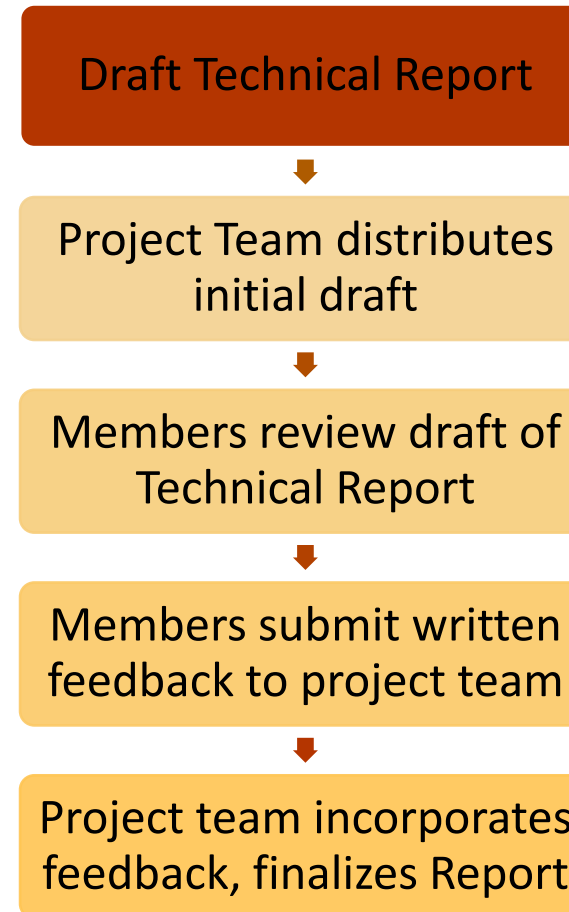 Draft Technical Report
Project Team distributes
initial draft
Members review draft of
Technical Report
Members submit written
feedback to project team
Project team incorporates
feedback, finalizes Report